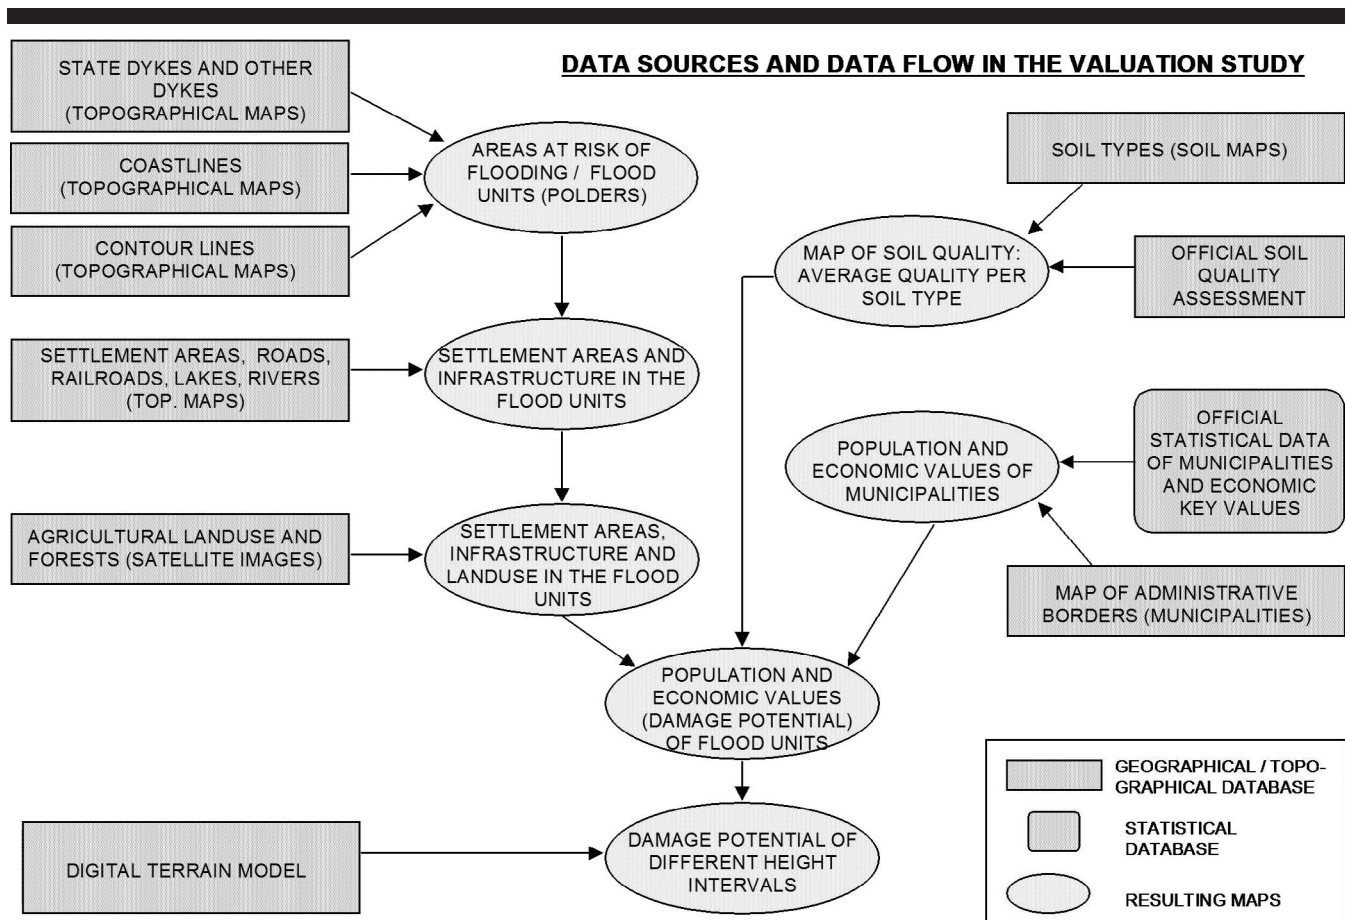 DATA SOURCES AND DATA FLOW IN THE VALUATION STUDY
STATE DYKES AND OTHER
DYKES
(TOPOGRAPHICAL MAPS)
COASTLINES
(TOPOGRAPHICAL MAPS)
CONTOUR LINES
(TOPOGRAPHICAL MAPS)
AREAS AT RISK OF
FLOODING / FLOOD
UNITS (POLDERS)
SOIL TYPES (SOIL MAPS)
MAP OF SOIL QUALITY:
AVERAGE QUALITY PER
SOIL TYPE
OFFICIAL SOIL
QUALITY
ASSESSMENT
SETTLEMENT AREAS, ROADS,
RAILROADS, LAKES, RIVERS
(TOP. MAPS)
SETTLEMENT AREAS AND
INFRASTRUCTURE IN THE
FLOOD UNITS
POPULATION AND
ECONOMIC VALUES OF
MUNICIPALITIES
OFFICIAL
STATISTICAL DATA
OF MUNICIPALITIES
AND ECONOMIC
KEY VALUES
AGRICULTURAL LANDUSE AND
FORESTS (SATELLITE IMAGES)
SETTLEMENT AREAS,
INFRASTRUCTURE AND
LANDUSE IN THE FLOOD
UNITS
MAP OF ADMINISTRATIVE
BORDERS (MUNICIPALITIES)
POPULATION AND
ECONOMIC VALUES
(DAMAGE POTENTIAL)
OF FLOOD UNITS
DIGITAL TERRAIN MODEL
DAMAGE POTENTIAL OF
DIFFERENT HEIGHT
INTERVALS
GEOGRAPHICAL / TOPO-
GRAPHICAL DATABASE
STATISTICAL
DATABASE
RESULTING MAPS